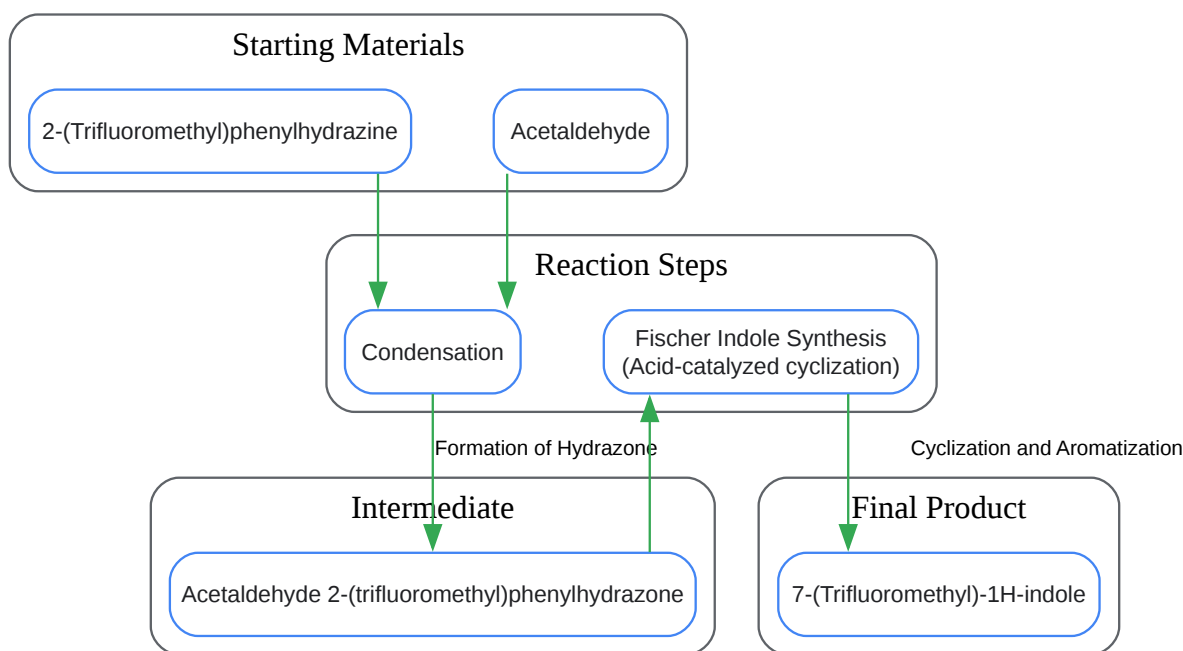 Starting Materials
2-(Trifluoromethyl)phenylhydrazine
Acetaldehyde
Reaction Steps
Condensation
Fischer Indole Synthesis
(Acid-catalyzed cyclization)
Formation of Hydrazone
Cyclization and Aromatization
Intermediate
Acetaldehyde 2-(trifluoromethyl)phenylhydrazone
Final Product
7-(Trifluoromethyl)-1H-indole